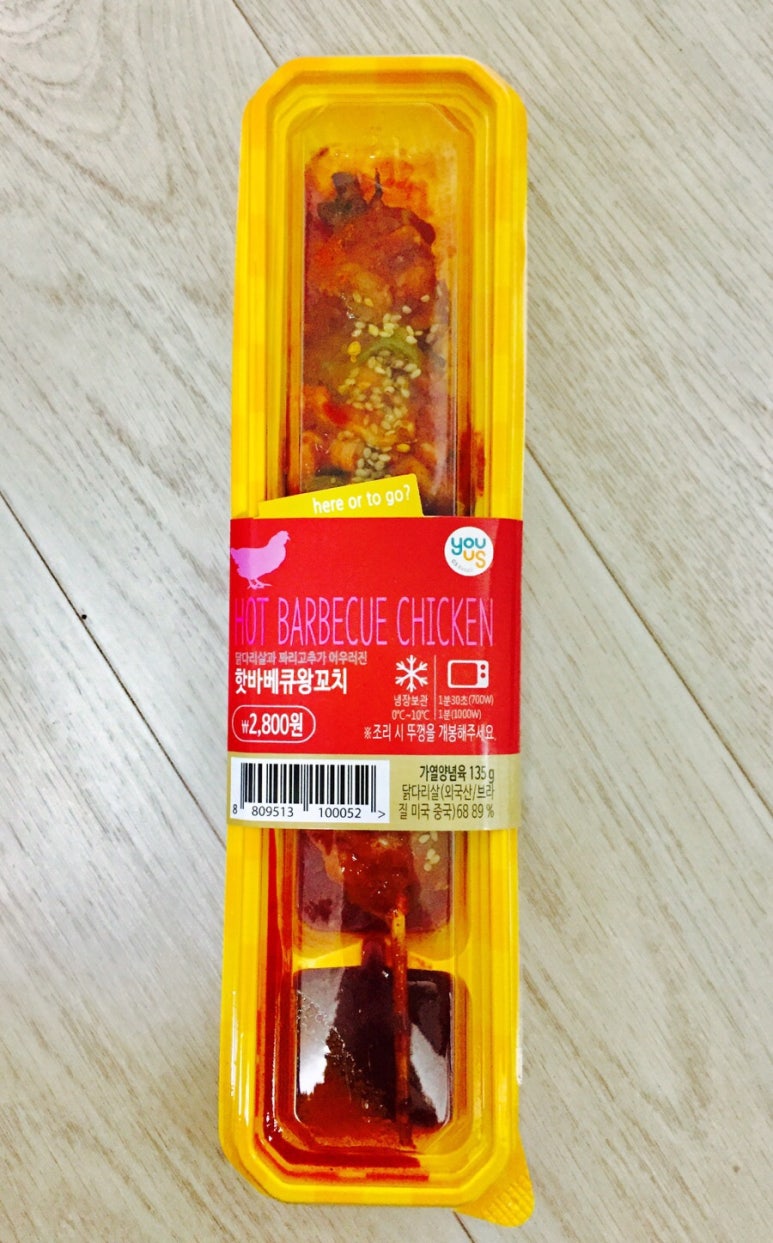 here or to go?
you
us
HOT BARBECUE CHICKEN
닭다리살과 꽈리고추가 어우러진
핫바베큐왕꼬치
₩2,800원
냉장보관
0℃~10℃
1분30초(700W)
1분(1000W)
※조리 시 뚜껑을 개봉해주세요
8 809513 100052 >
가열양념육 135 g
닭다리살(외국산/브라
질 미국 중국)68 89 %